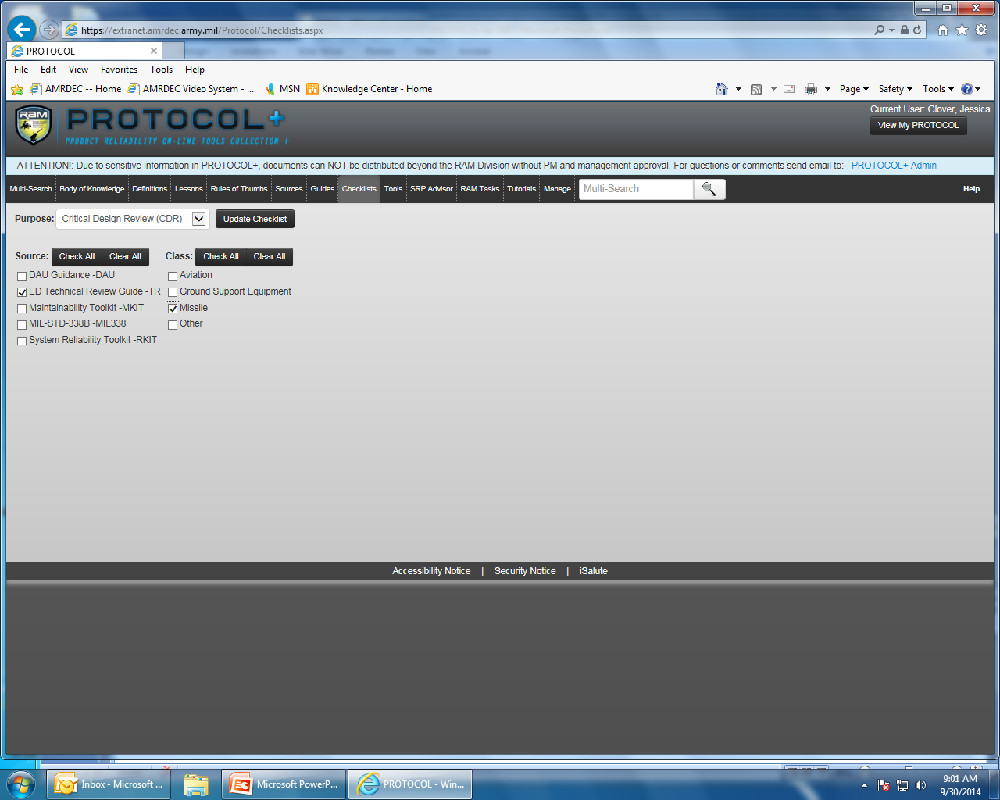 https://extranet.amrdec.army.mil/Protocol/Checklists.aspx
PROTOCOL
File Edit View Favorites Tools Help
AMRDEC -- Home AMRDEC Video System - ... MSN Knowledge Center - Home Page Safety Tools
RAM PROTOCOL+
PRODUCT RELIABILITY ON-LINE TOOLS COLLECTION +
Current User: Glover, Jessica
View My PROTOCOL
ATTENTION!: Due to sensitive information in PROTOCOL+, documents can NOT be distributed beyond the RAM Division without PM and management approval. For questions or comments send email to: PROTOCOL+ Admin
Multi-Search Body of Knowledge Definitions Lessons Rules of Thumbs Sources Guides Checklists Tools SRP Advisor RAM Tasks Tutorials Manage Multi-Search Help
Purpose: Critical Design Review (CDR) Update Checklist
Source: Check All Clear All Class: Check All Clear All
DAU Guidance -DAU Aviation
ED Technical Review Guide -TR Ground Support Equipment
Maintainability Toolkit -MKIT Missile
MIL-STD-338B -MIL338 Other
System Reliability Toolkit -RKIT
Accessibility Notice | Security Notice | iSalute
Inbox - Microsoft ... Microsoft PowerP... PROTOCOL - Win... 9:01 AM
9/30/2014